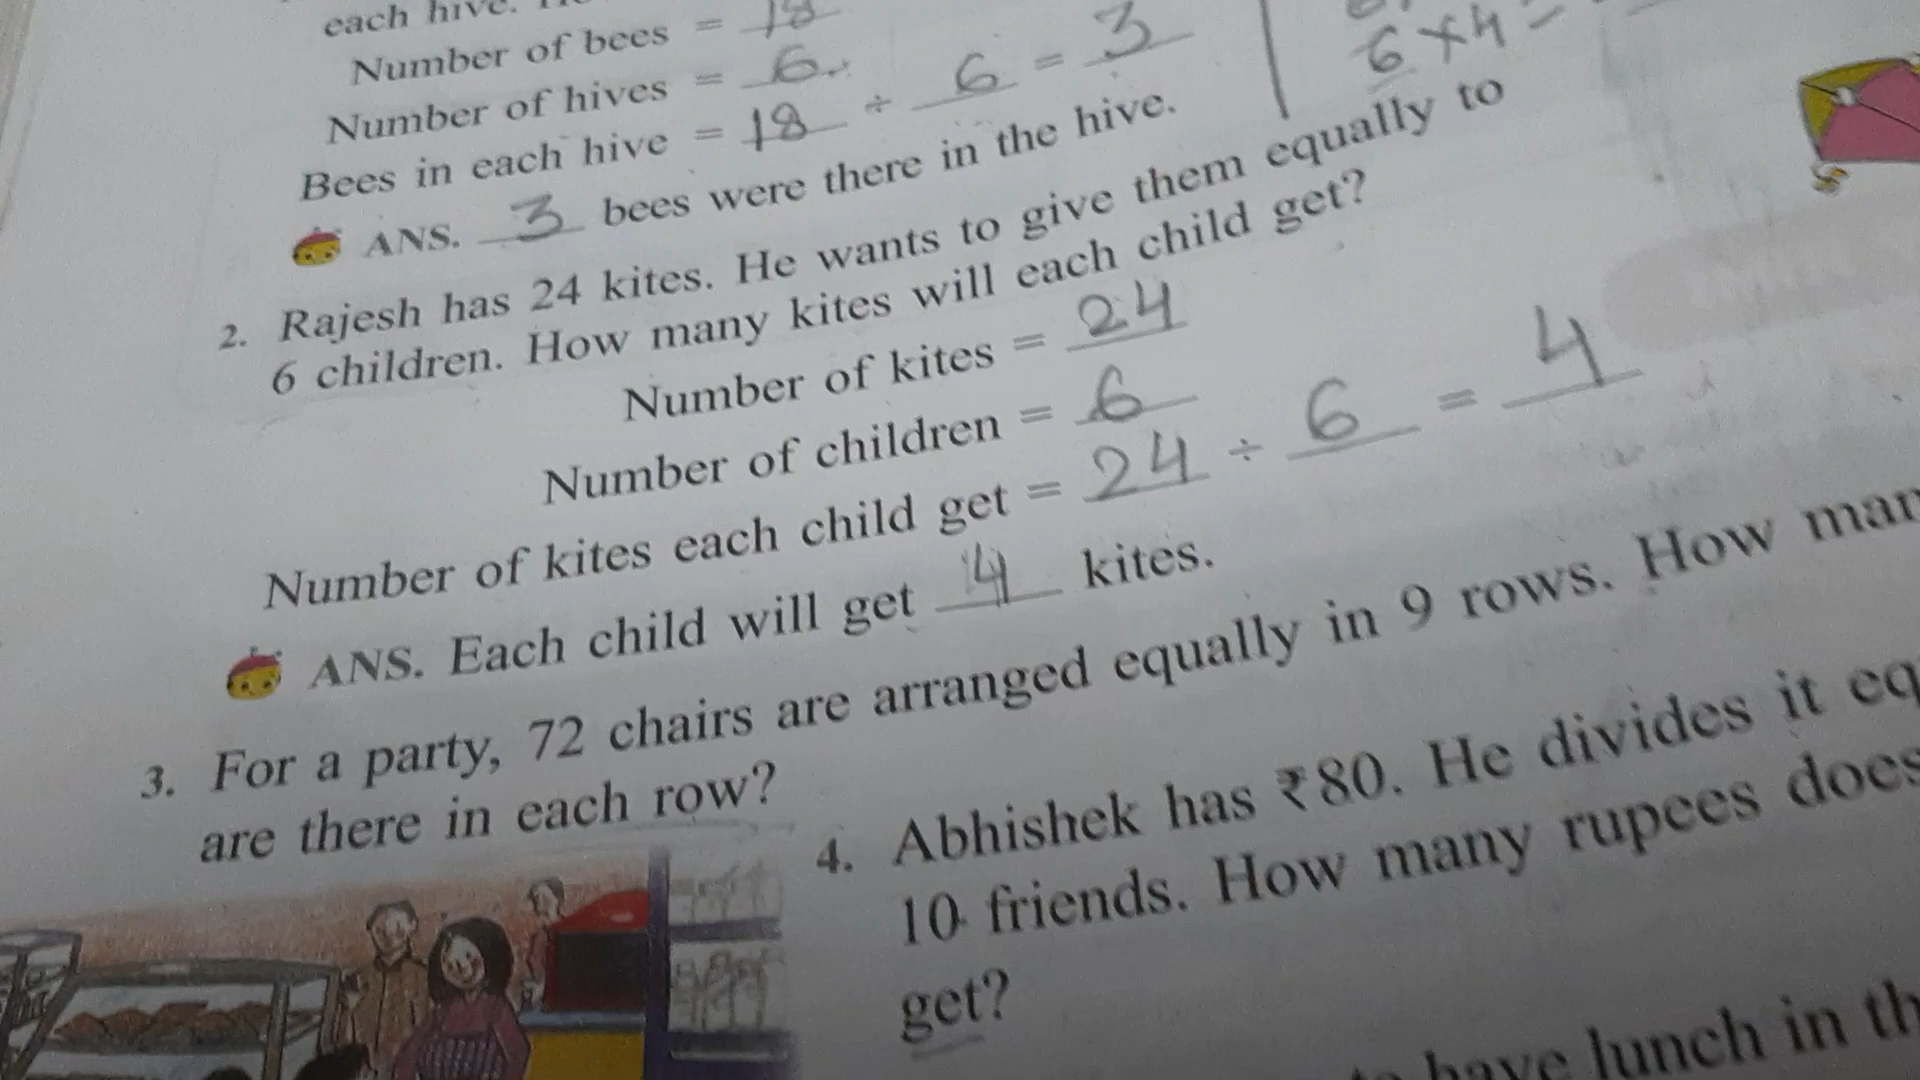 each hive.
Number of bees = 18
Number of hives = 6
Bees in each hive = 18 ÷ 6 = 3
6 × 4 =
ANS. 3 bees were there in the hive.
2. Rajesh has 24 kites. He wants to give them equally to
6 children. How many kites will each child get?
Number of kites = 24
Number of children = 6
Number of kites each child get = 24 ÷ 6 = 4
ANS. Each child will get 4 kites.
3. For a party, 72 chairs are arranged equally in 9 rows. How
are there in each row?
4. Abhishek has ₹80. He divides it
10 friends. How many rupees does
get?
have lunch in